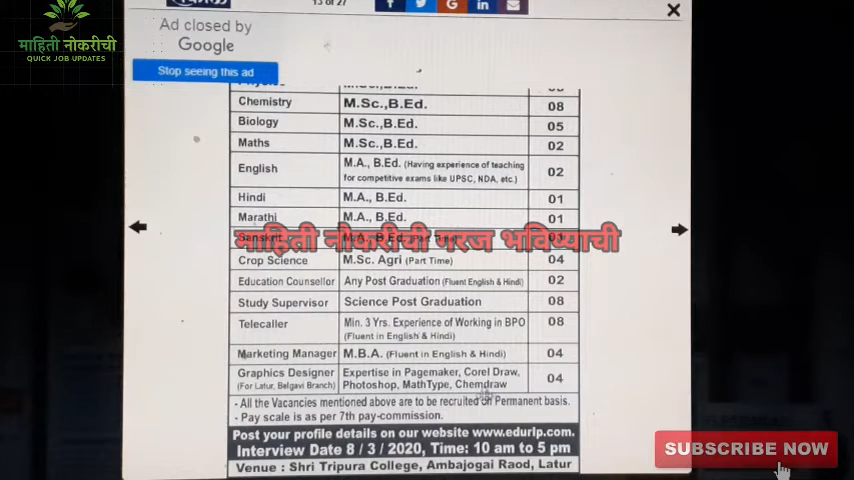 13 of 27
माहिती नोकरीची
QUICK JOB UPDATES
Ad closed by
Google
Stop seeing this ad
Chemistry M.Sc.,B.Ed. 08
Biology M.Sc.,B.Ed. 05
Maths M.Sc.,B.Ed. 02
English M.A., B.Ed. (Having experience of teaching
for competitive exams like UPSC, NDA, etc.) 02
Hindi M.A., B.Ed. 01
Marathi M.A., B.Ed. 01
माहिती नोकरीची गरज भविष्याची
Sanskrit M.A., B.Ed.
Crop Science M.Sc. Agri (Part Time) 04
Education Counsellor Any Post Graduation (Fluent English & Hindi) 02
Study Supervisor Science Post Graduation 08
Telecaller Min. 3 Yrs. Experience of Working in BPO 08
(Fluent in English & Hindi)
Marketing Manager M.B.A. (Fluent in English & Hindi) 04
Graphics Designer Expertise in Pagemaker, Corel Draw,
(For Latur, Belgavi Branch) Photoshop, MathType, Chemdraw 04
- All the Vacancies mentioned above are to be recruited on Permanent basis.
- Pay scale is as per 7th pay-commission.
Post your profile details on our website www.edurlp.com.
Interview Date 8 / 3 / 2020, Time: 10 am to 5 pm
Venue : Shri Tripura College, Ambajogai Raod, Latur
SUBSCRIBE NOW